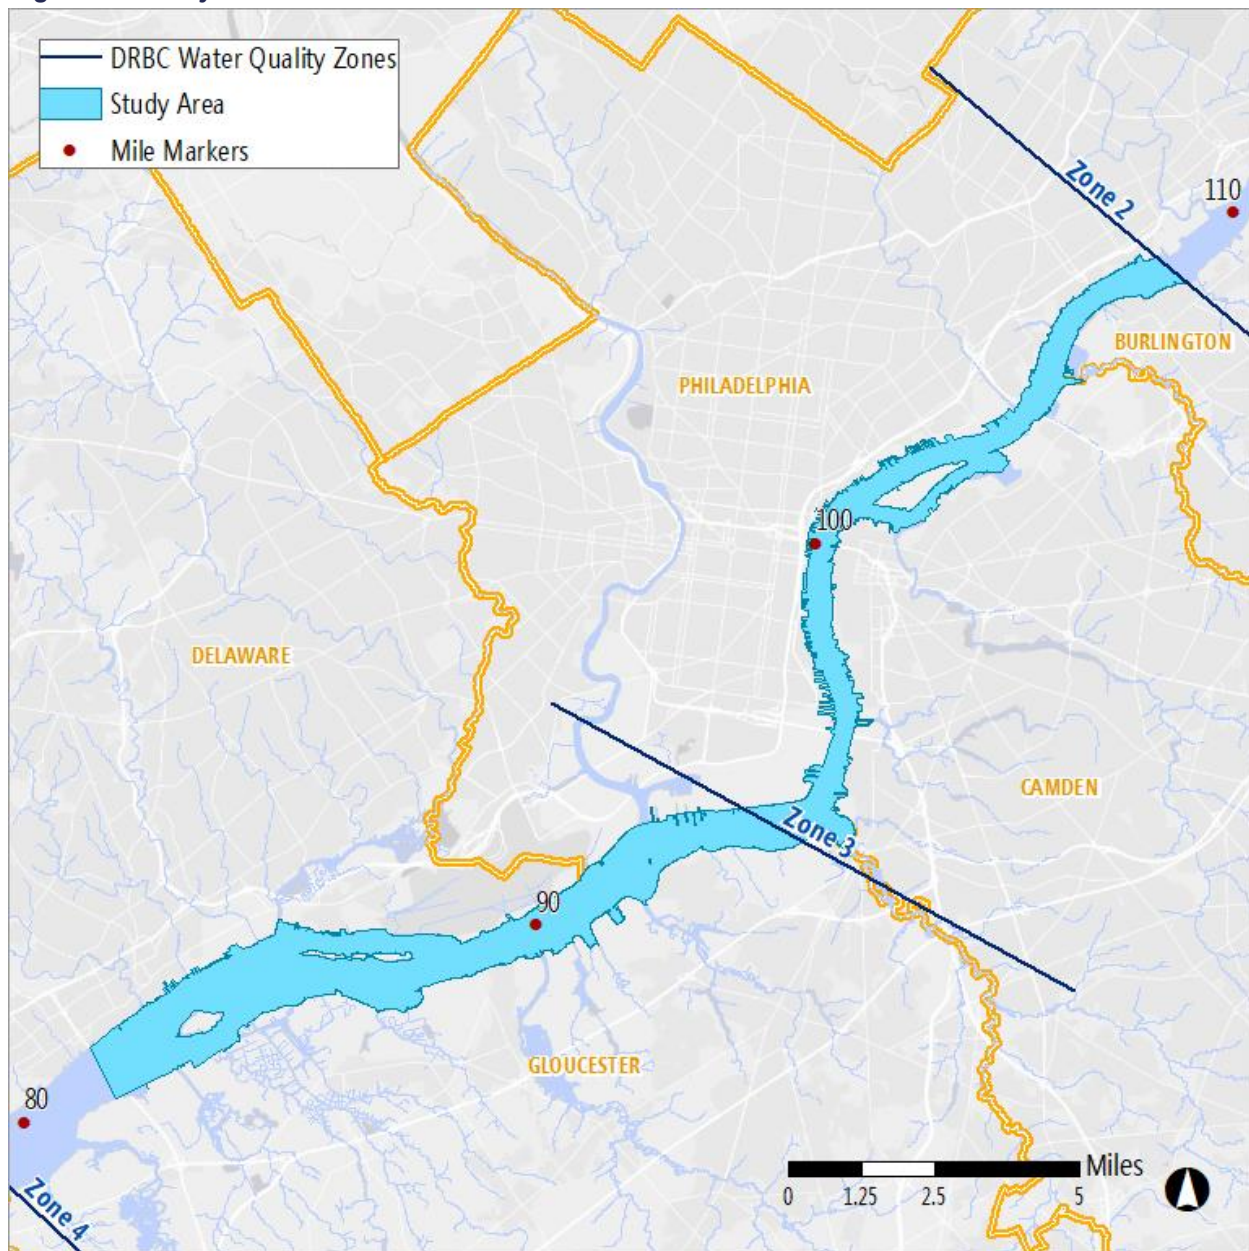 DRBC Water Quality Zones
Study Area
Mile Markers
Zone 2
110
BURLINGTON
PHILADELPHIA
100
DELAWARE
CAMDEN
Zone 3
90
GLOUCESTER
80
Miles
0 1.25 2.5 5
Zone 4